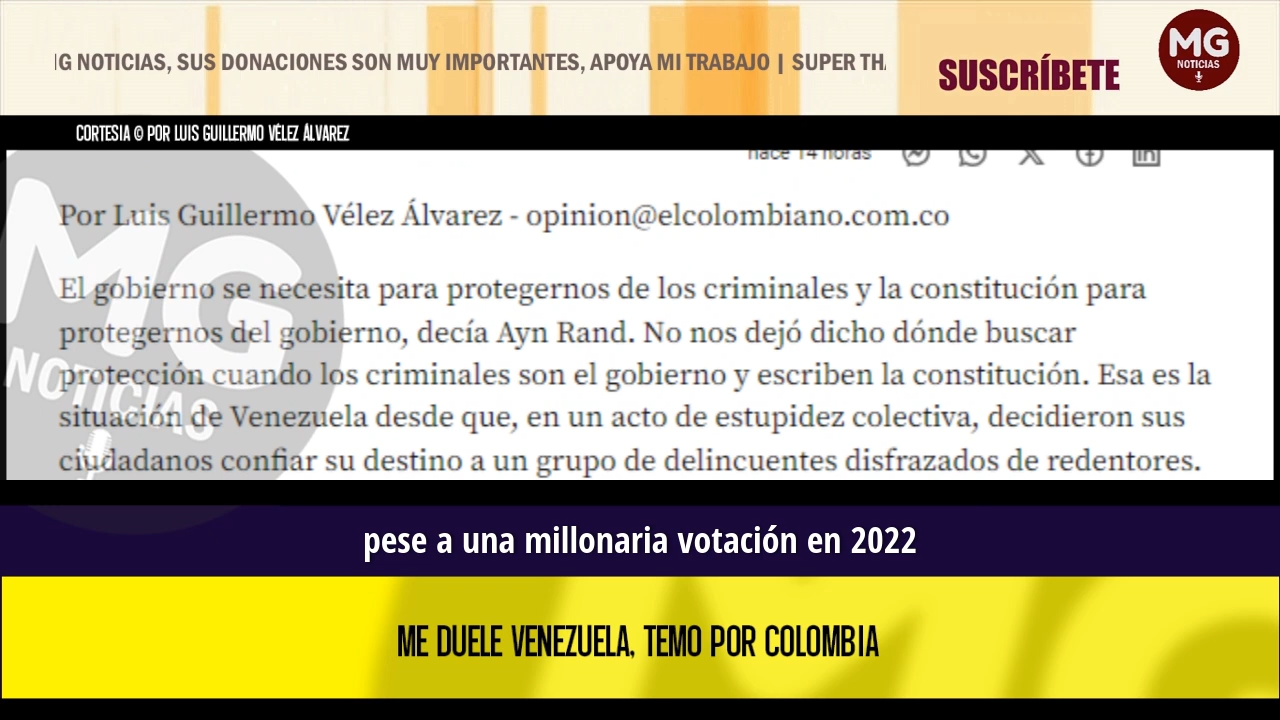 IG NOTICIAS, SUS DONACIONES SON MUY IMPORTANTES, APOYA MI TRABAJO | SUPER TH
SUSCRÍBETE
MG
NOTICIAS
CORTESIA © POR LUIS GUILLERMO VÉLEZ ÁLVAREZ
hace 14 horas
Por Luis Guillermo Vélez Álvarez - opinion@elcolombiano.com.co
El gobierno se necesita para protegernos de los criminales y la constitución para
protegernos del gobierno, decía Ayn Rand. No nos dejó dicho dónde buscar
protección cuando los criminales son el gobierno y escriben la constitución. Esa es la
situación de Venezuela desde que, en un acto de estupidez colectiva, decidieron sus
ciudadanos confiar su destino a un grupo de delincuentes disfrazados de redentores.
MG
NOTICIAS
pese a una millonaria votación en 2022
ME DUELE VENEZUELA, TEMO POR COLOMBIA